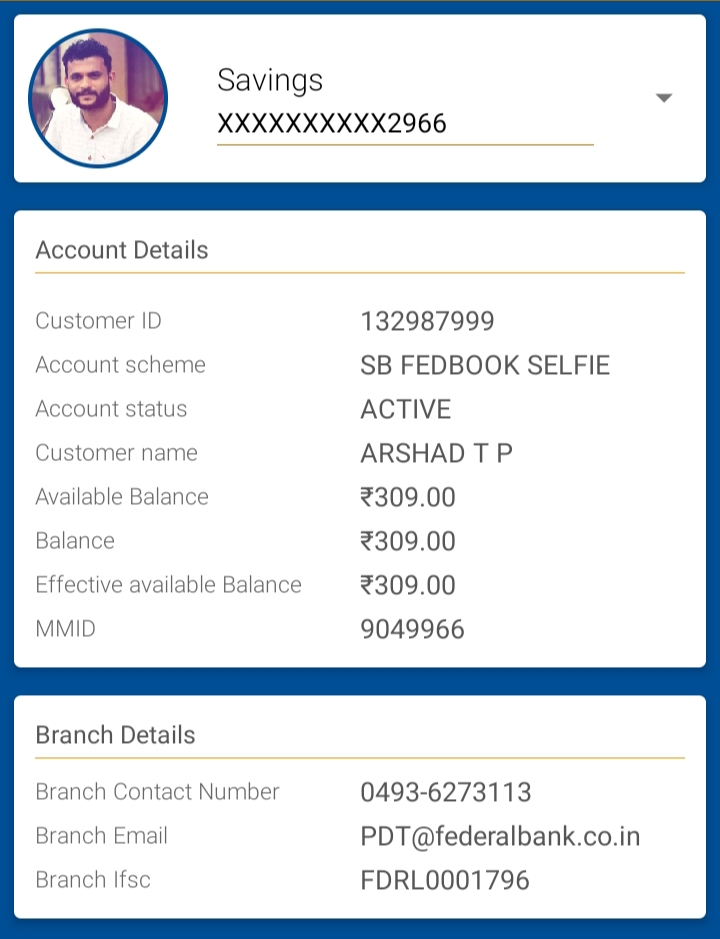 Savings
XXXXXXXXXX2966
Account Details
Customer ID 132987999
Account scheme SB FEDBOOK SELFIE
Account status ACTIVE
Customer name ARSHAD T P
Available Balance ₹309.00
Balance ₹309.00
Effective available Balance ₹309.00
MMID 9049966
Branch Details
Branch Contact Number 0493-6273113
Branch Email PDT@federalbank.co.in
Branch Ifsc FDRL0001796